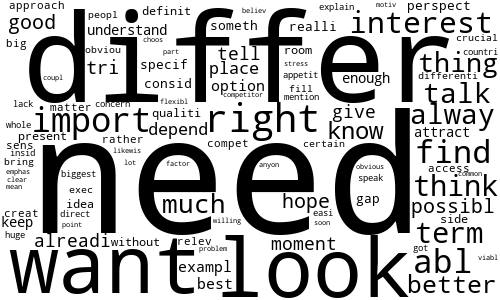 approach definit believ explain motiv perspect
good peopl someth realli interest crucial
big understand differ countri
obviou choos part tell room thing
tri specif place stress enough differenti
coupl consid option appetit talk
lack matter concern flexibl competitor fill mention
whole import qualiti right give alway
present rather depend know attract
sens likewis compet certain find
insid lot
bring need obvious access
emphas biggest factor anyon speak think common
clear
mean exec much hope gap possibl
creat idea easi side
keep direct willing soon term
huge point
alreadi without relev moment got
want problem look abl viabl
exampl
best better